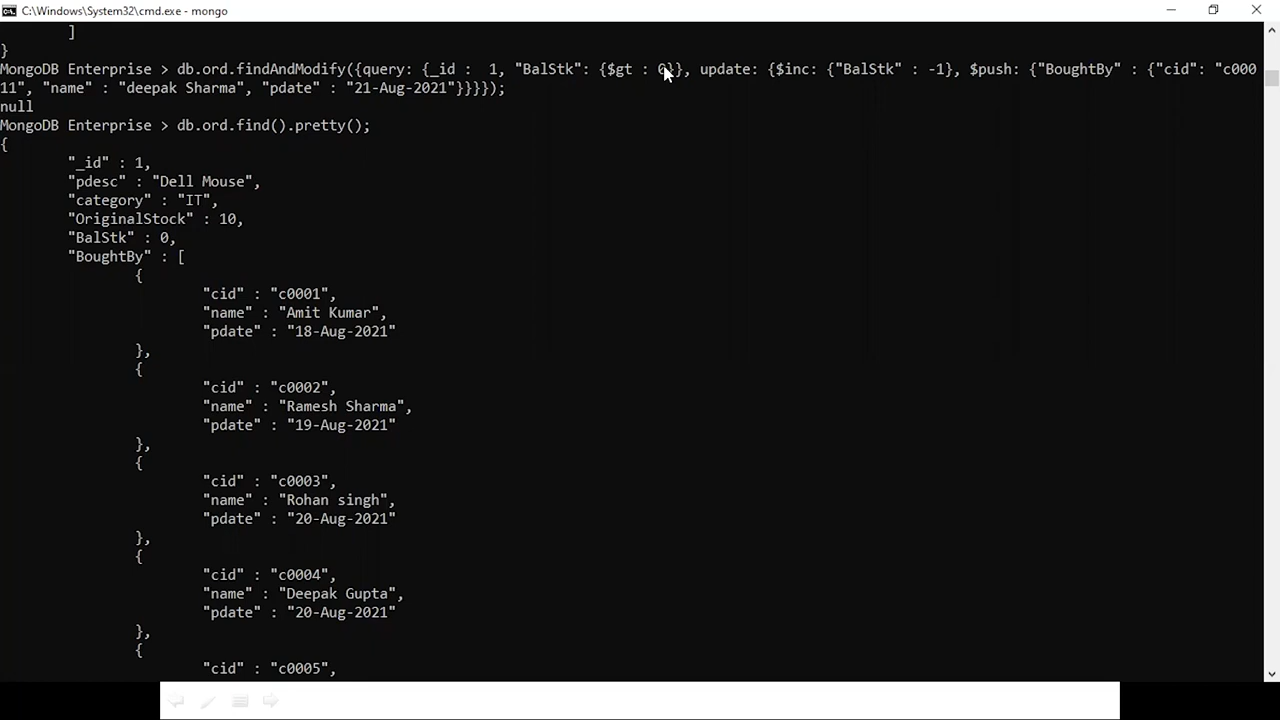 C:\Windows\System32\cmd.exe - mongo
]
}
MongoDB Enterprise > db.ord.findAndModify({query: {_id :  1, "BalStk": {$gt : 0}}, update: {$inc: {"BalStk" : -1}, $push: {"BoughtBy" : {"cid": "c000
11", "name" : "deepak Sharma", "pdate" : "21-Aug-2021"}}}});
null
MongoDB Enterprise > db.ord.find().pretty();
{
"_id" : 1,
"pdesc" : "Dell Mouse",
"category" : "IT",
"OriginalStock" : 10,
"BalStk" : 0,
"BoughtBy" : [
{
"cid" : "c0001",
"name" : "Amit Kumar",
"pdate" : "18-Aug-2021"
},
{
"cid" : "c0002",
"name" : "Ramesh Sharma",
"pdate" : "19-Aug-2021"
},
{
"cid" : "c0003",
"name" : "Rohan singh",
"pdate" : "20-Aug-2021"
},
{
"cid" : "c0004",
"name" : "Deepak Gupta",
"pdate" : "20-Aug-2021"
},
{
"cid" : "c0005",